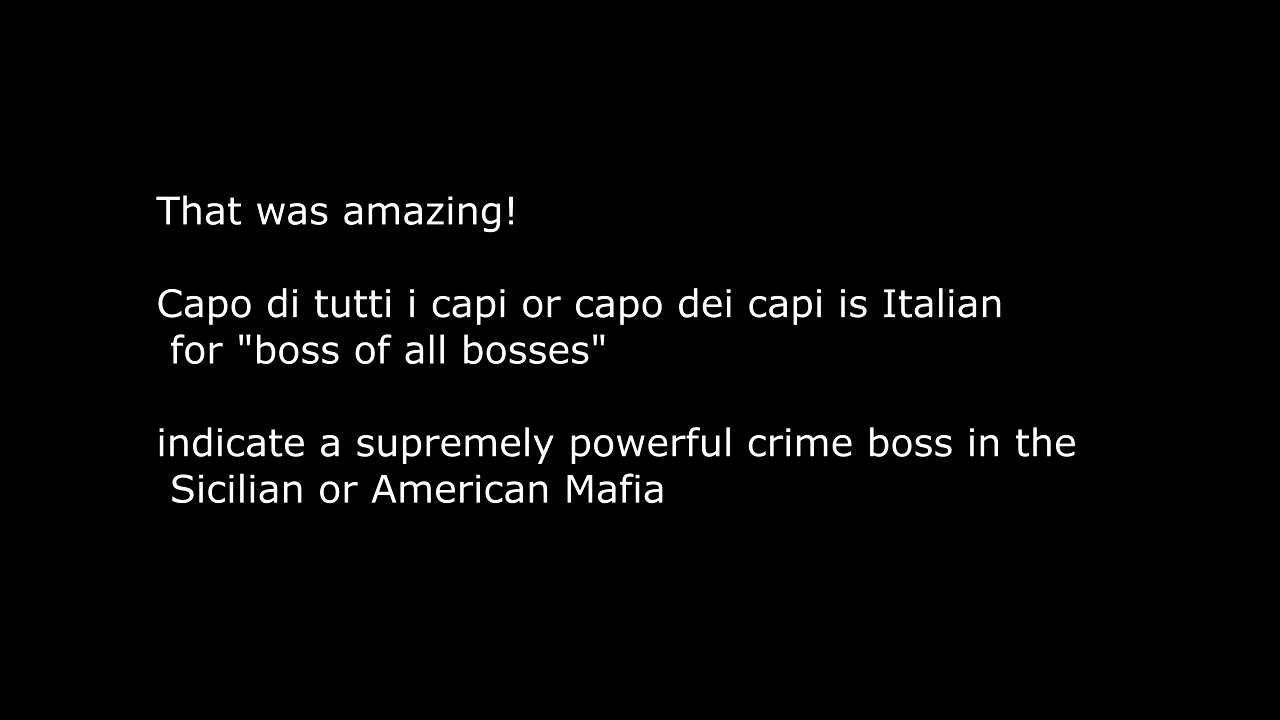 That was amazing!
Capo di tutti i capi or capo dei capi is Italian
for "boss of all bosses"
indicate a supremely powerful crime boss in the
Sicilian or American Mafia